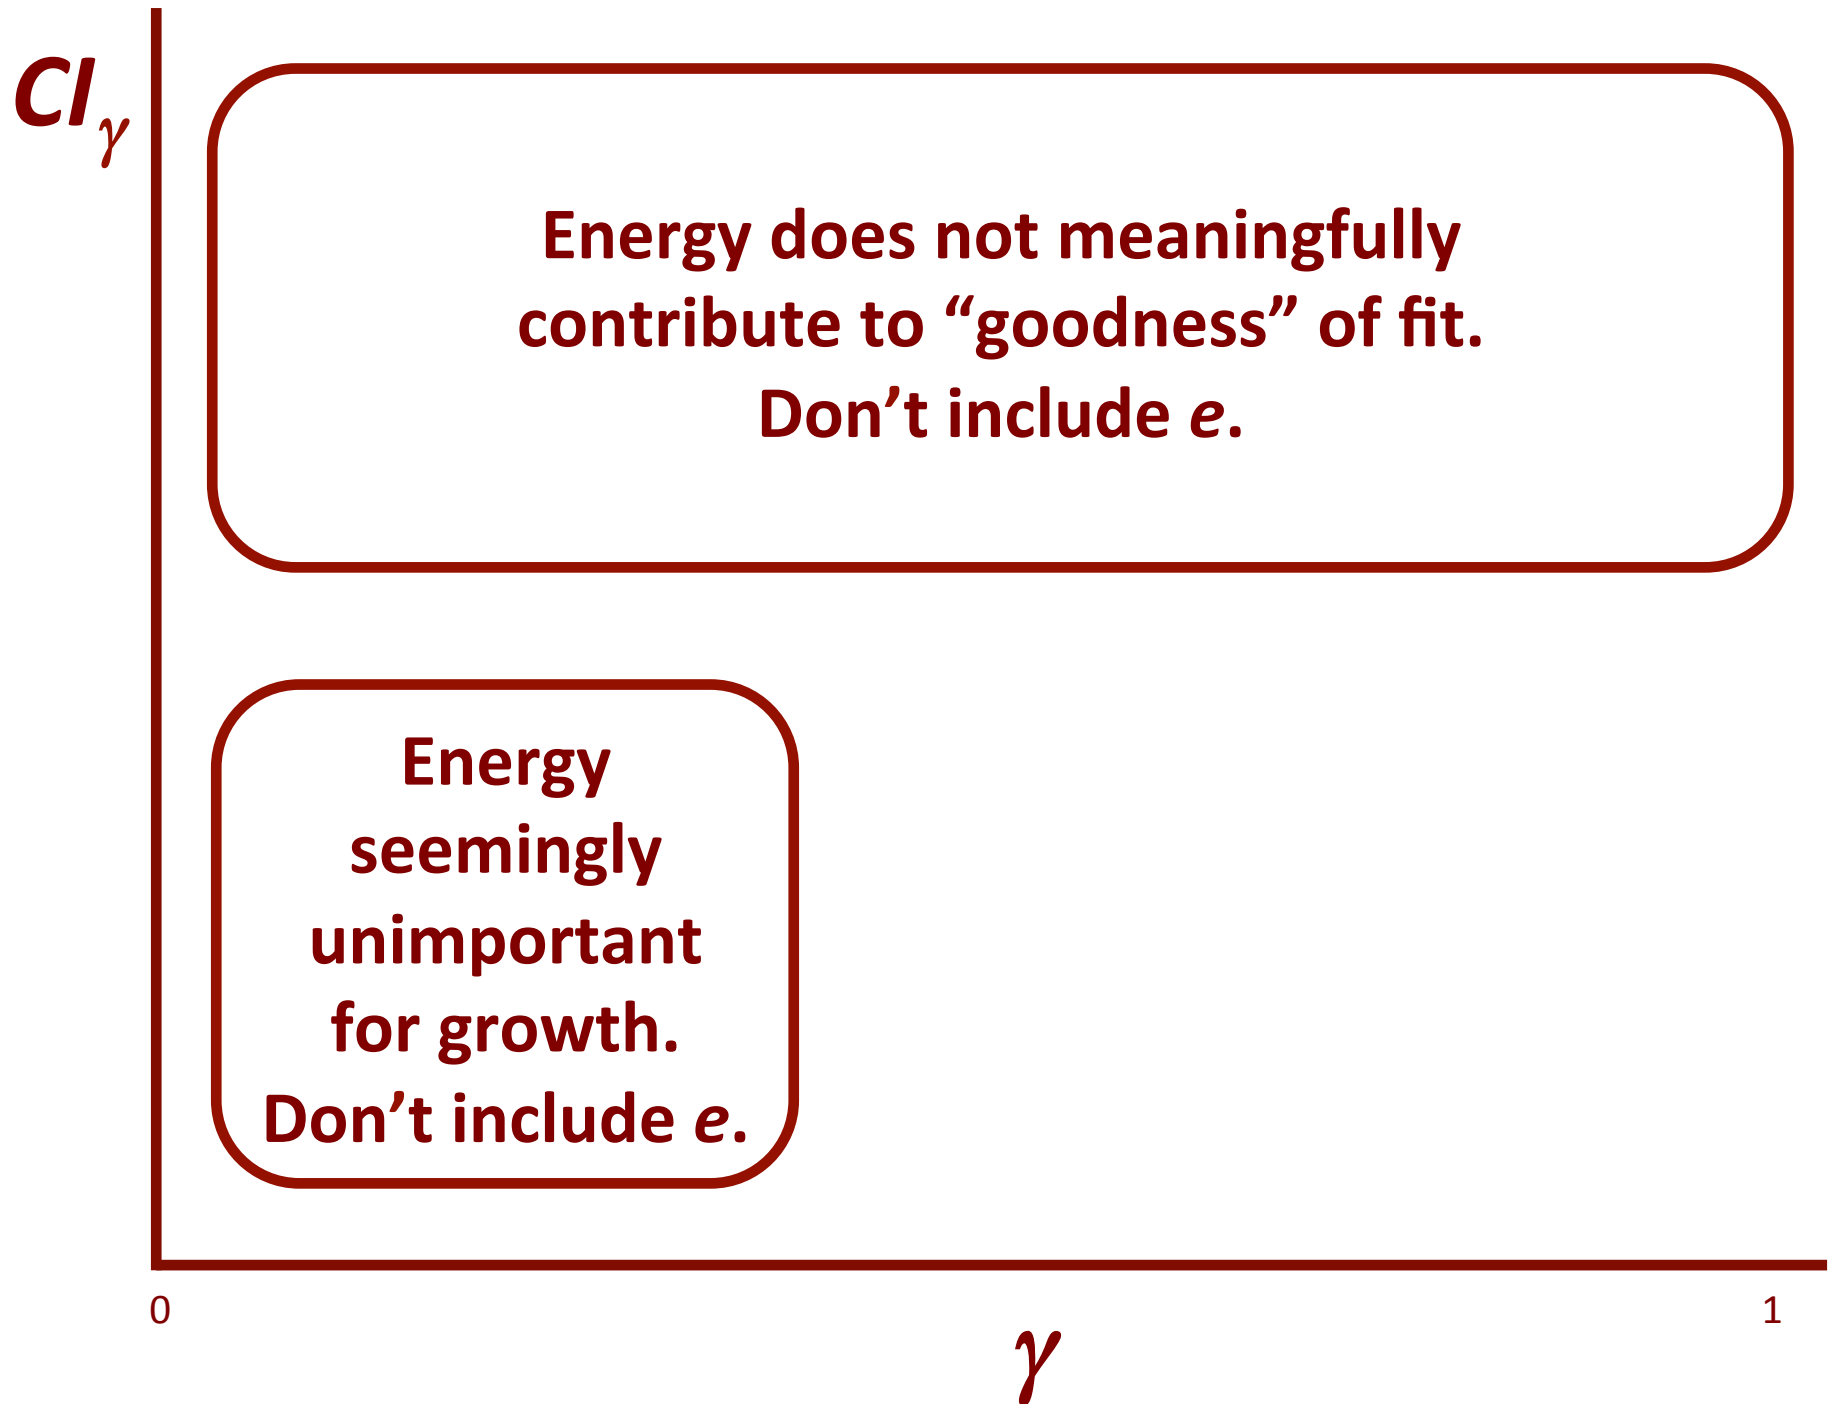 CIγ
Energy does not meaningfully
contribute to “goodness” of fit.
Don’t include e.
Energy
seemingly
unimportant
for growth.
Don’t include e.
0
1
γ